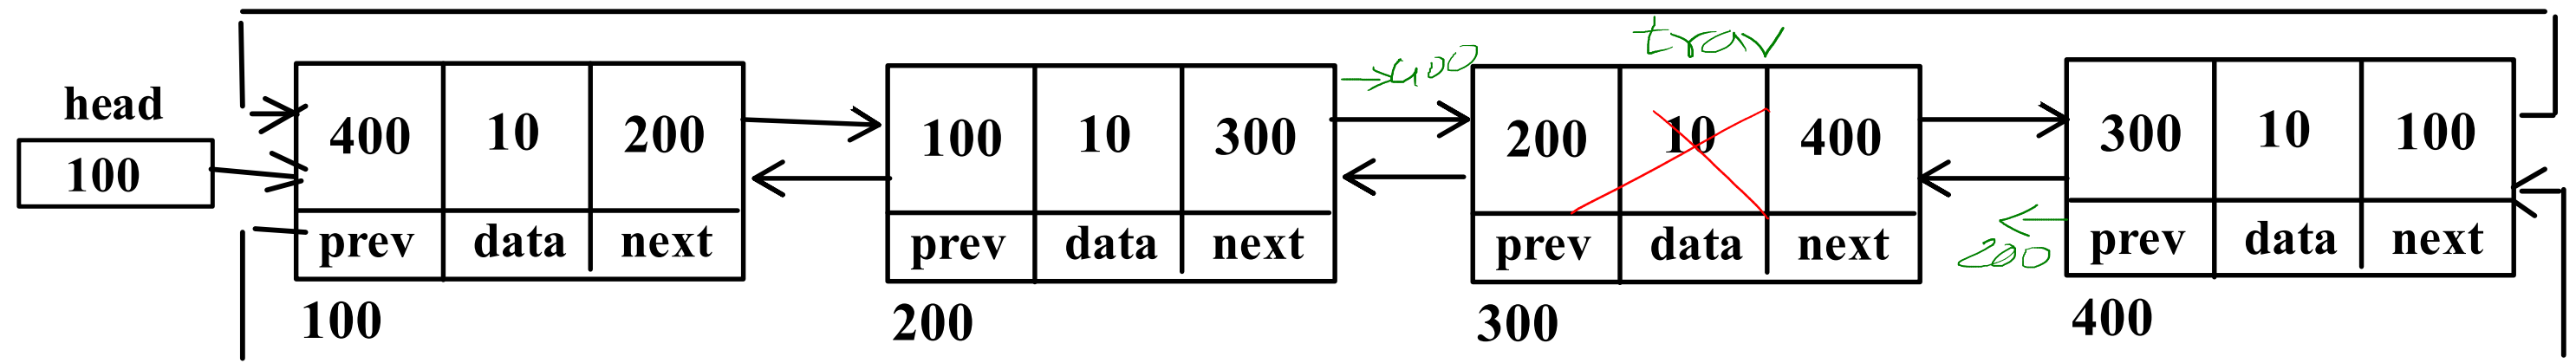 trav
→400
head
100
400 10 200
100 10 300
200 10 400
300 10 100
prev data next
prev data next
prev data next
prev data next
←
200
100
200
300
400